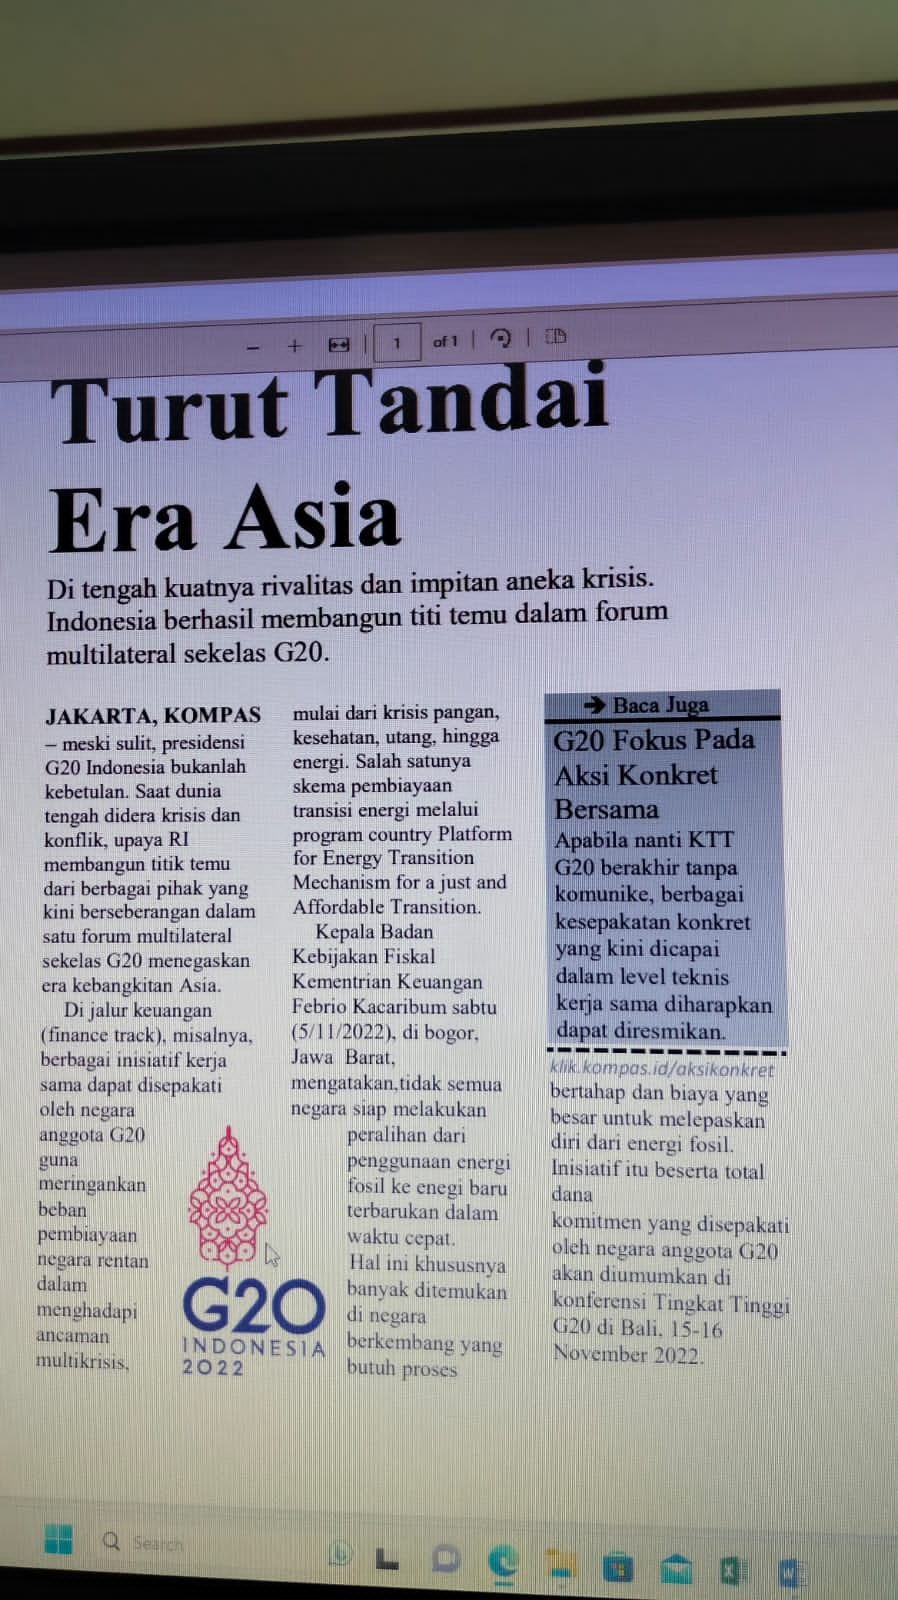 1 of 1
Turut Tandai
Era Asia
Di tengah kuatnya rivalitas dan impitan aneka krisis.
Indonesia berhasil membangun titi temu dalam forum
multilateral sekelas G20.
JAKARTA, KOMPAS
– meski sulit, presidensi
G20 Indonesia bukanlah
kebetulan. Saat dunia
tengah didera krisis dan
konflik, upaya RI
membangun titik temu
dari berbagai pihak yang
kini berseberangan dalam
satu forum multilateral
sekelas G20 menegaskan
era kebangkitan Asia.
Di jalur keuangan
(finance track), misalnya,
berbagai inisiatif kerja
sama dapat disepakati
oleh negara
anggota G20
guna
meringankan
beban
pembiayaan
negara rentan
dalam
menghadapi
ancaman
multikrisis,
G20
INDONESIA
2022
mulai dari krisis pangan,
kesehatan, utang, hingga
energi. Salah satunya
skema pembiayaan
transisi energi melalui
program country Platform
for Energy Transition
Mechanism for a just and
Affordable Transition.
Kepala Badan
Kebijakan Fiskal
Kementrian Keuangan
Febrio Kacaribum sabtu
(5/11/2022), di bogor,
Jawa Barat,
mengatakan,tidak semua
negara siap melakukan
peralihan dari
penggunaan energi
fosil ke enegi baru
terbarukan dalam
waktu cepat.
Hal ini khususnya
banyak ditemukan
di negara
berkembang yang
butuh proses
➔ Baca Juga
G20 Fokus Pada
Aksi Konkret
Bersama
Apabila nanti KTT
G20 berakhir tanpa
komunike, berbagai
kesepakatan konkret
yang kini dicapai
dalam level teknis
kerja sama diharapkan
dapat diresmikan.
klik.kompas.id/aksikonkret
bertahap dan biaya yang
besar untuk melepaskan
diri dari energi fosil.
Inisiatif itu beserta total
dana
komitmen yang disepakati
oleh negara anggota G20
akan diumumkan di
konferensi Tingkat Tinggi
G20 di Bali, 15-16
November 2022.
Search